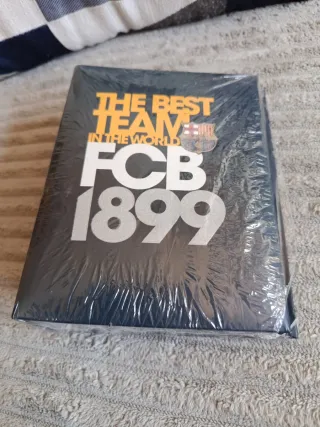 THE BEST
TEAM
IN THE WORLD
FCB
1899